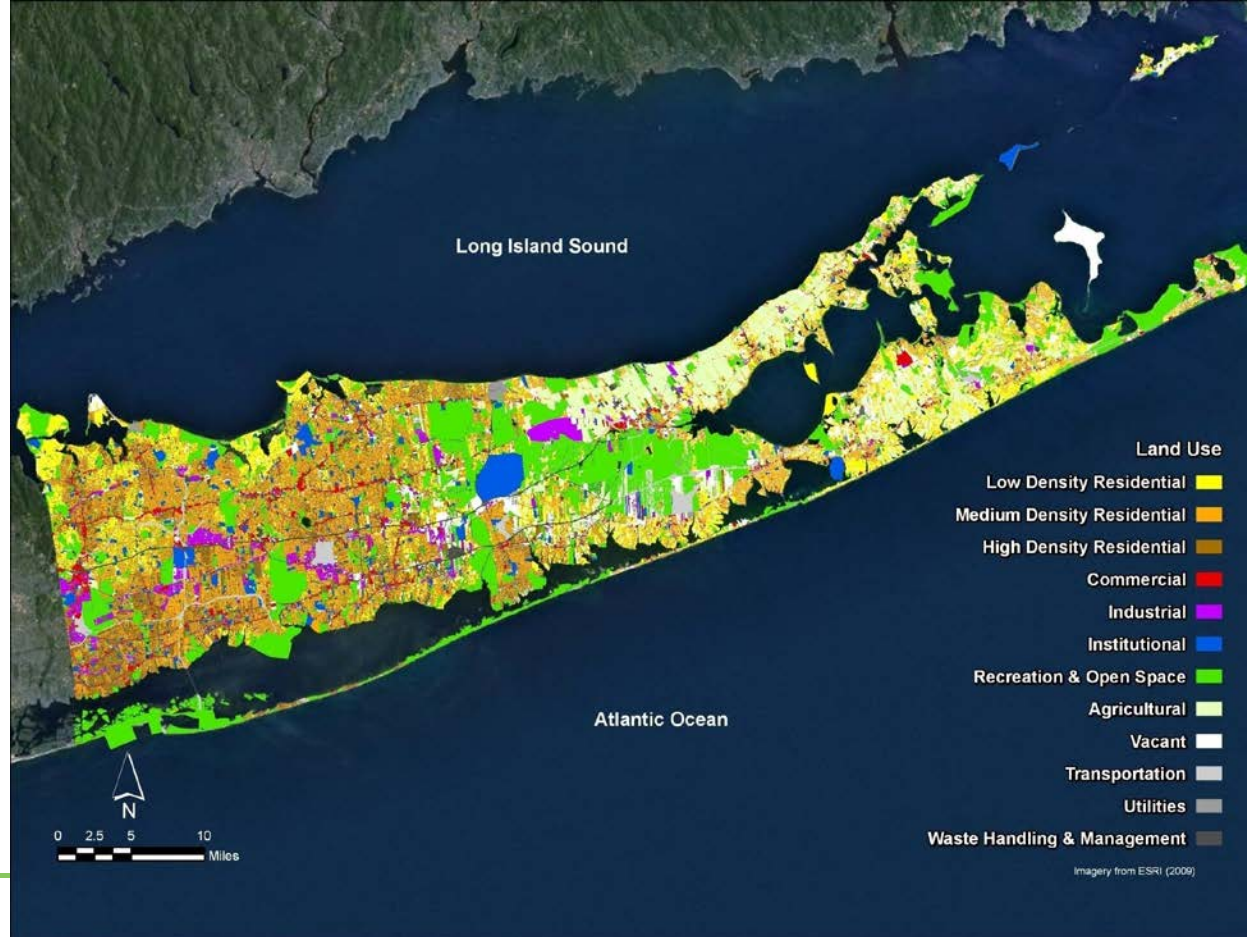 Long Island Sound
Atlantic Ocean
Land Use
Low Density Residential
Medium Density Residential
High Density Residential
Commercial
Industrial
Institutional
Recreation & Open Space
Agricultural
Vacant
Transportation
Utilities
Waste Handling & Management
N
0 2.5 5 10
Miles
Imagery from ESRI (2009)